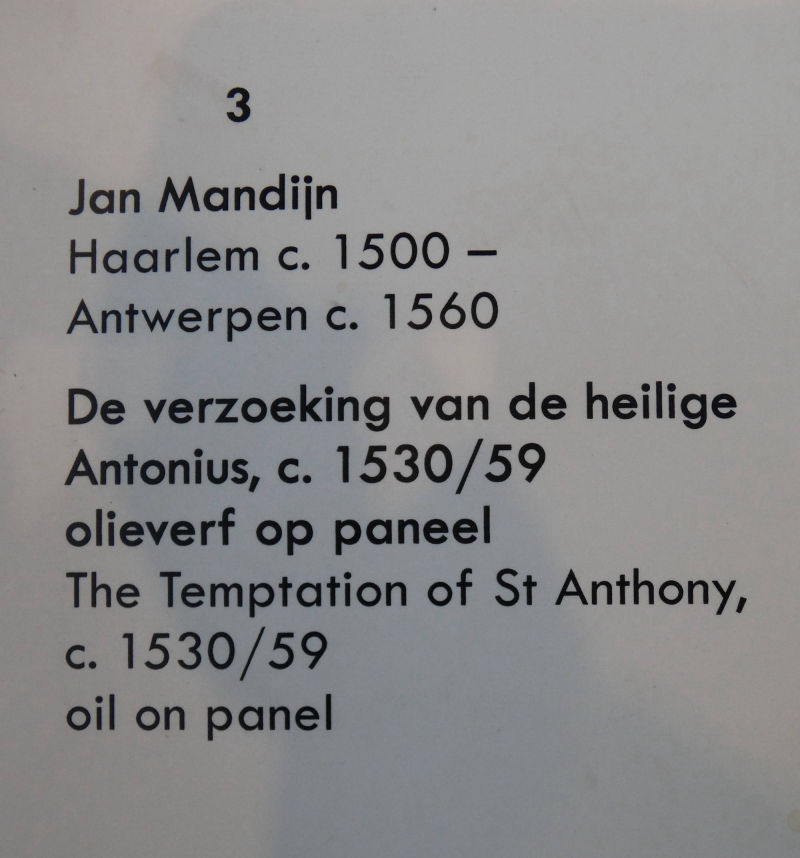 3
Jan Mandijn
Haarlem c. 1500 –
Antwerpen c. 1560
De verzoeking van de heilige
Antonius, c. 1530/59
olieverf op paneel
The Temptation of St Anthony,
c. 1530/59
oil on panel